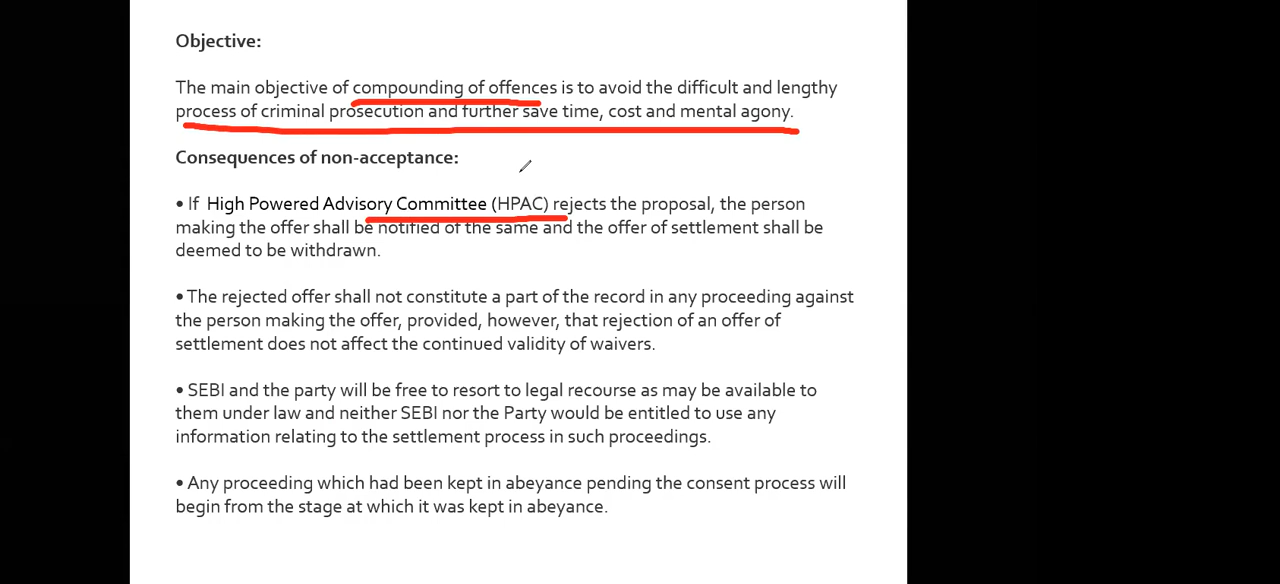 Objective:
The main objective of compounding of offences is to avoid the difficult and lengthy
process of criminal prosecution and further save time, cost and mental agony.
Consequences of non-acceptance:
• If High Powered Advisory Committee (HPAC) rejects the proposal, the person
making the offer shall be notified of the same and the offer of settlement shall be
deemed to be withdrawn.
• The rejected offer shall not constitute a part of the record in any proceeding against
the person making the offer, provided, however, that rejection of an offer of
settlement does not affect the continued validity of waivers.
• SEBI and the party will be free to resort to legal recourse as may be available to
them under law and neither SEBI nor the Party would be entitled to use any
information relating to the settlement process in such proceedings.
• Any proceeding which had been kept in abeyance pending the consent process will
begin from the stage at which it was kept in abeyance.